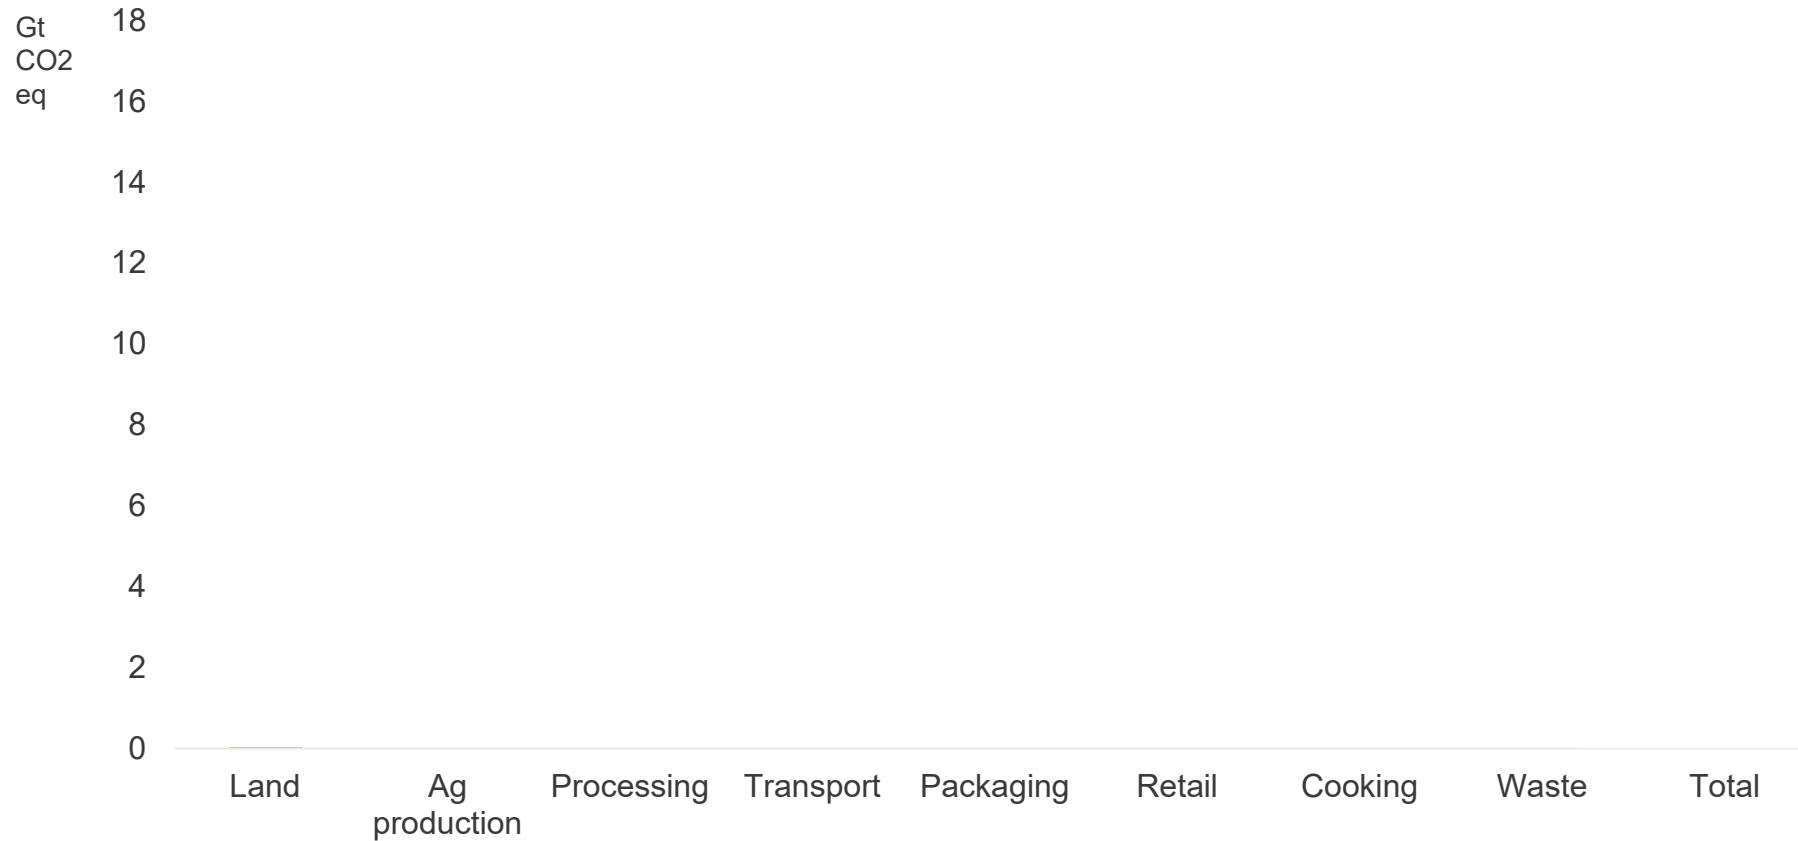 Gt
CO2
eq
18
16
14
12
10
8
6
4
2
0
Land
Ag
production
Processing
Transport
Packaging
Retail
Cooking
Waste
Total